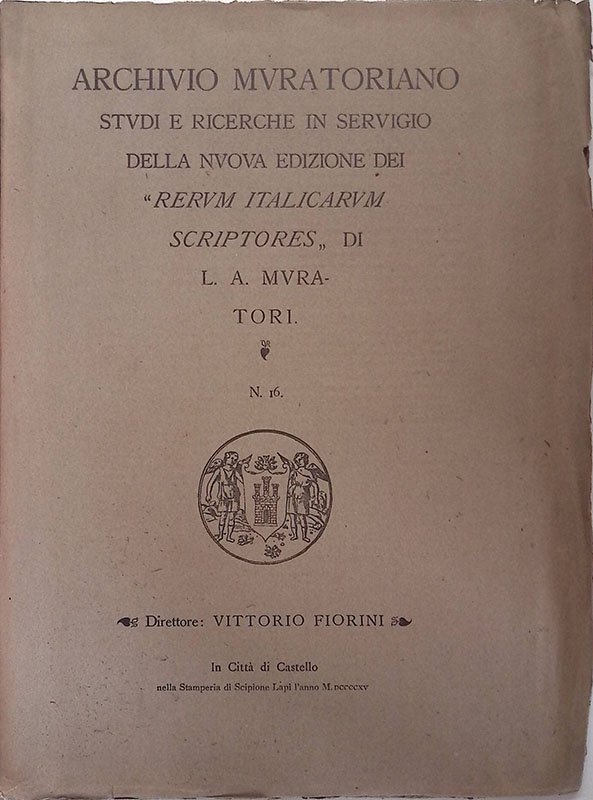 ARCHIVIO MVRATORIANO
STVDI E RICERCHE IN SERVIGIO
DELLA NVOVA EDIZIONE DEI
“RERVM ITALICARVM
SCRIPTORES„ DI
L. A. MVRA-
TORI.
N. 16.
Direttore: VITTORIO FIORINI
In Città di Castello
nella Stamperia di Scipione Lapi l'anno M. DCCCCXV